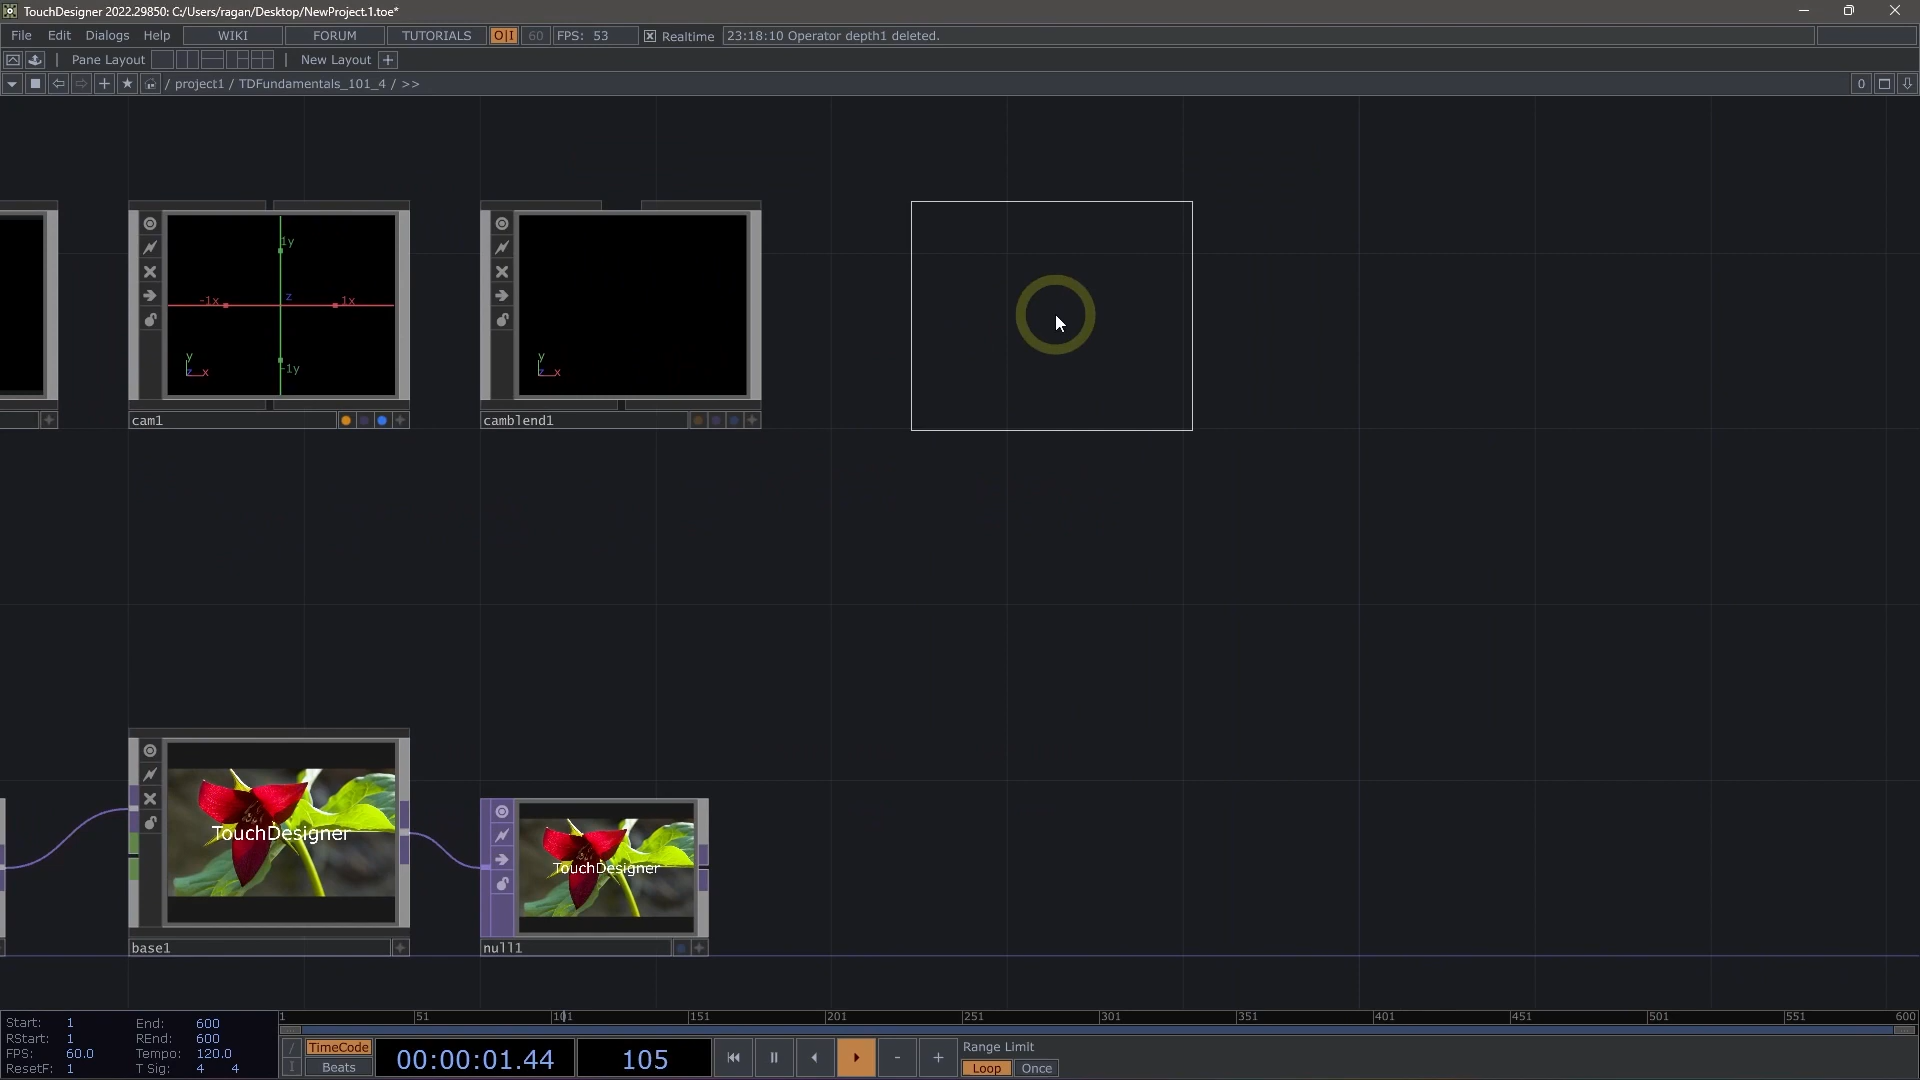 TouchDesigner 2022.29850: C:/Users/ragan/Desktop/NewProject.1.toe*
File Edit Dialogs Help WIKI FORUM TUTORIALS O|I 60 FPS: 53 Realtime 23:18:10 Operator depth1 deleted.
Pane Layout New Layout +
/ project1 / TDFundamentals_101_4 / >> 0
1y
-1x z 1x
-1y
y
z x
y
z x
cam1
camblend1
TouchDesigner
TouchDesigner
base1
null1
1 51 101 151 201 251 301 351 401 451 501 551 600
Start: 1 End: 600
RStart: 1 REnd: 600
FPS: 60.0 Tempo: 120.0
ResetF: 1 T Sig: 4 4
TimeCode
Beats
00:00:01.44 105
- +
Range Limit
Loop Once